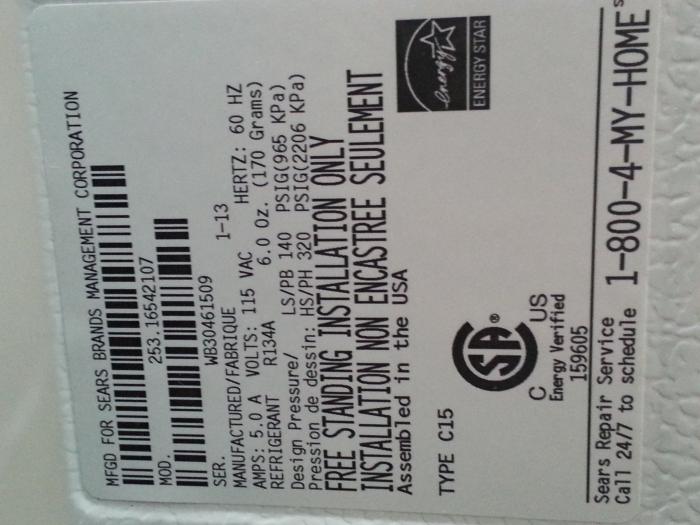 MFGD FOR SEARS BRANDS MANAGEMENT CORPORATION
253.16542107
MOD.
WB30461509
SER.
MANUFACTURED/FABRIQUE 1-13
AMPS: 5.0 A VOLTS: 115 VAC HERTZ: 60 HZ
REFRIGERANT R134A 6.0 Oz. (170 Grams)
Design Pressure/ LS/PB 140 PSIG(965 KPa)
Pression de dessin: HS/PH 320 PSIG(2206 KPa)
FREE STANDING INSTALLATION ONLY
INSTALLATION NON ENCASTREE SEULEMENT
Assembled in the USA
energy
ENERGY STAR
TYPE C15
SA®
C US
Energy Verified
159605
Sears Repair Service
Call 24/7 to schedule 1-800-4-MY-HOME